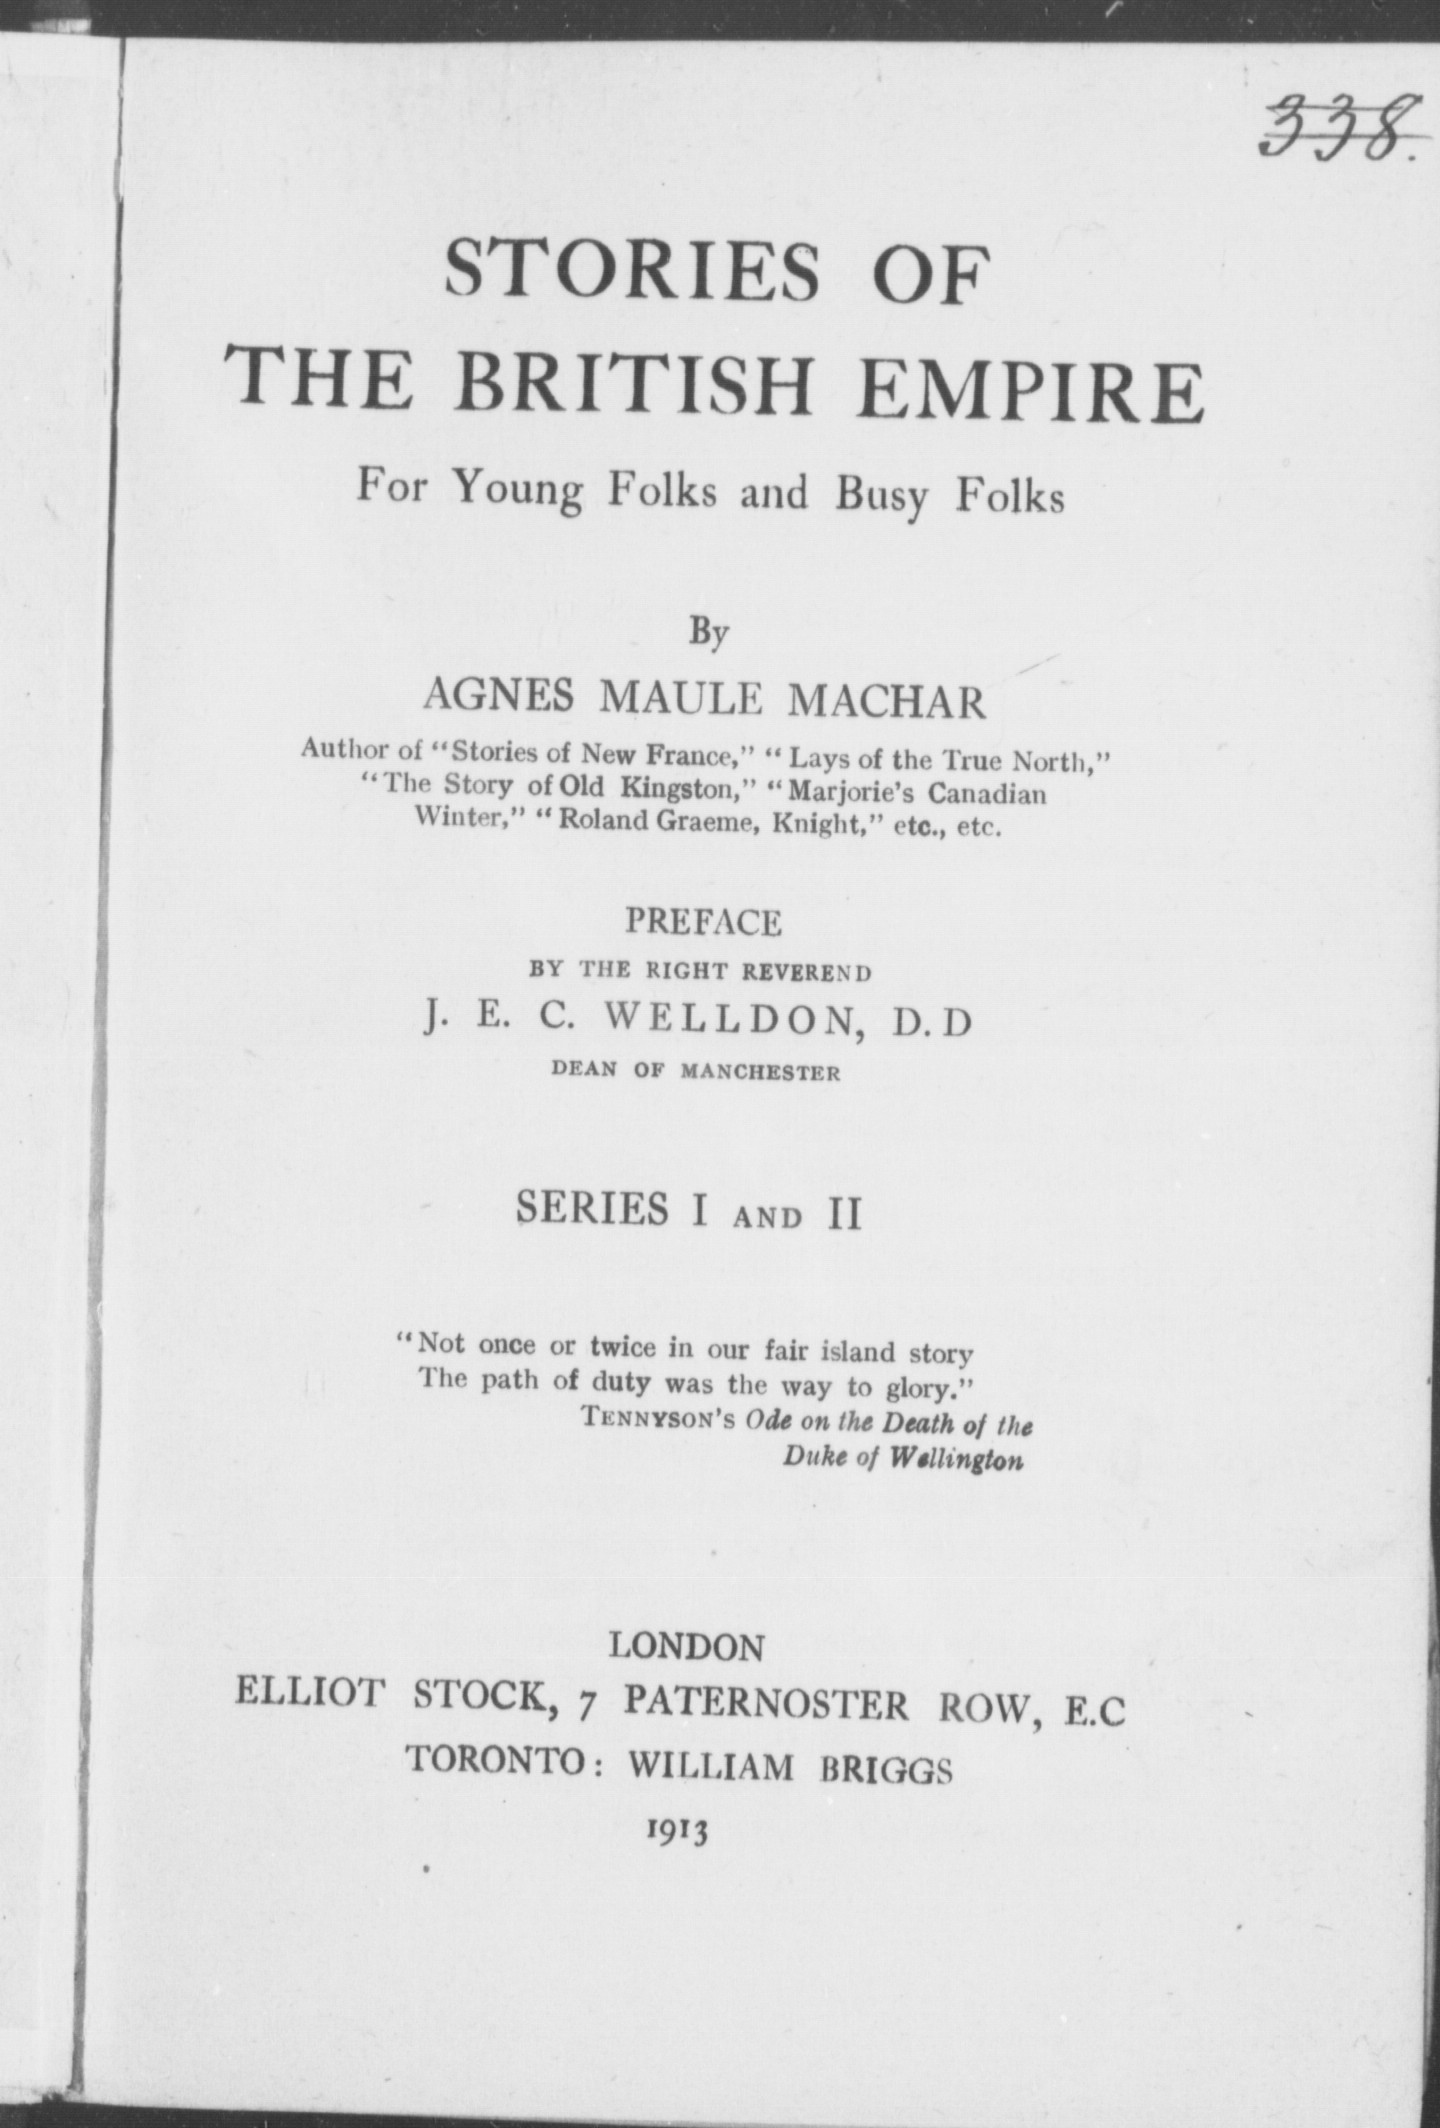 338.
STORIES OF
THE BRITISH EMPIRE
For Young Folks and Busy Folks
By
AGNES MAULE MACHAR
Author of "Stories of New France," "Lays of the True North,"
"The Story of Old Kingston," "Marjorie's Canadian
Winter," "Roland Graeme, Knight," etc., etc.
PREFACE
BY THE RIGHT REVEREND
J. E. C. WELLDON, D.D
DEAN OF MANCHESTER
SERIES I AND II
"Not once or twice in our fair island story
The path of duty was the way to glory."
TENNYSON'S Ode on the Death of the
Duke of Wellington
LONDON
ELLIOT STOCK, 7 PATERNOSTER ROW, E.C
TORONTO: WILLIAM BRIGGS
1913